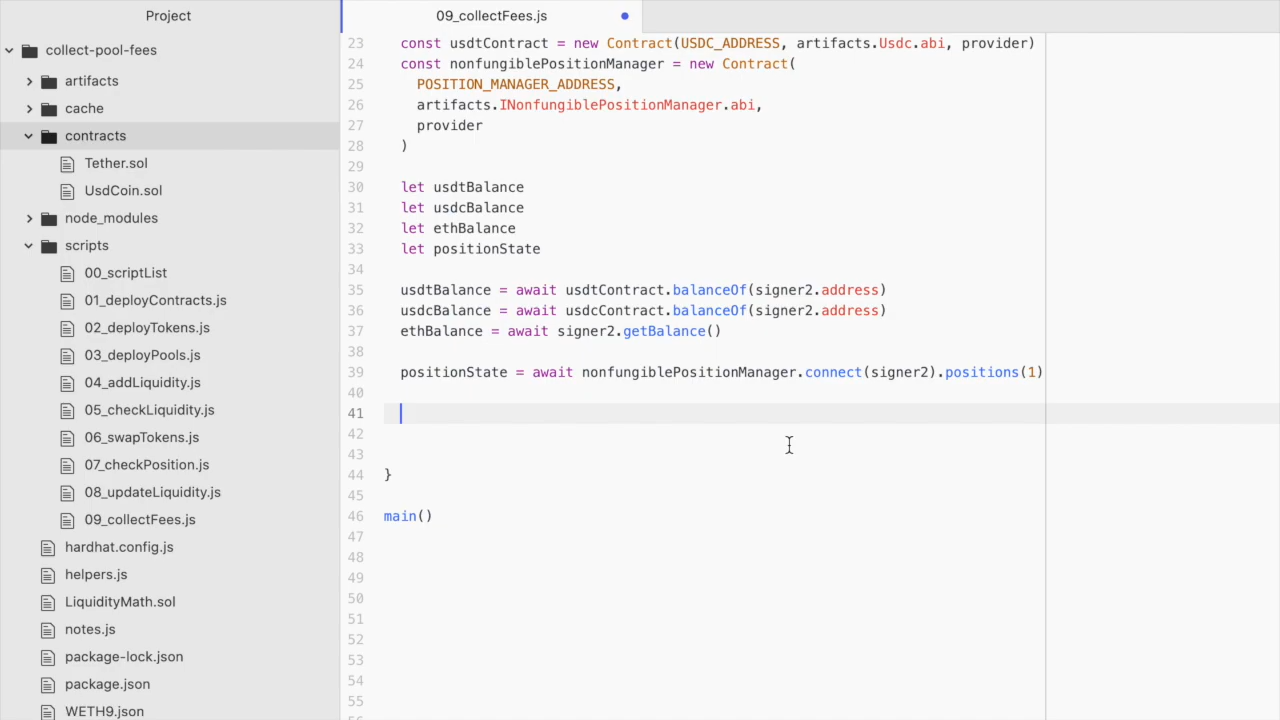 Project
collect-pool-fees
artifacts
cache
contracts
Tether.sol
UsdCoin.sol
node_modules
scripts
00_scriptList
01_deployContracts.js
02_deployTokens.js
03_deployPools.js
04_addLiquidity.js
05_checkLiquidity.js
06_swapTokens.js
07_checkPosition.js
08_updateLiquidity.js
09_collectFees.js
hardhat.config.js
helpers.js
LiquidityMath.sol
notes.js
package-lock.json
package.json
WETH9.json
09_collectFees.js
23 const usdtContract = new Contract(USDC_ADDRESS, artifacts.Usdc.abi, provider)
24 const nonfungiblePositionManager = new Contract(
25 POSITION_MANAGER_ADDRESS,
26 artifacts.INonfungiblePositionManager.abi,
27 provider
28 )
29
30 let usdtBalance
31 let usdcBalance
32 let ethBalance
33 let positionState
34
35 usdtBalance = await usdtContract.balanceOf(signer2.address)
36 usdcBalance = await usdcContract.balanceOf(signer2.address)
37 ethBalance = await signer2.getBalance()
38
39 positionState = await nonfungiblePositionManager.connect(signer2).positions(1)
40
41
42
43
44 }
45
46 main()
47
48
49
50
51
52
53
54
55